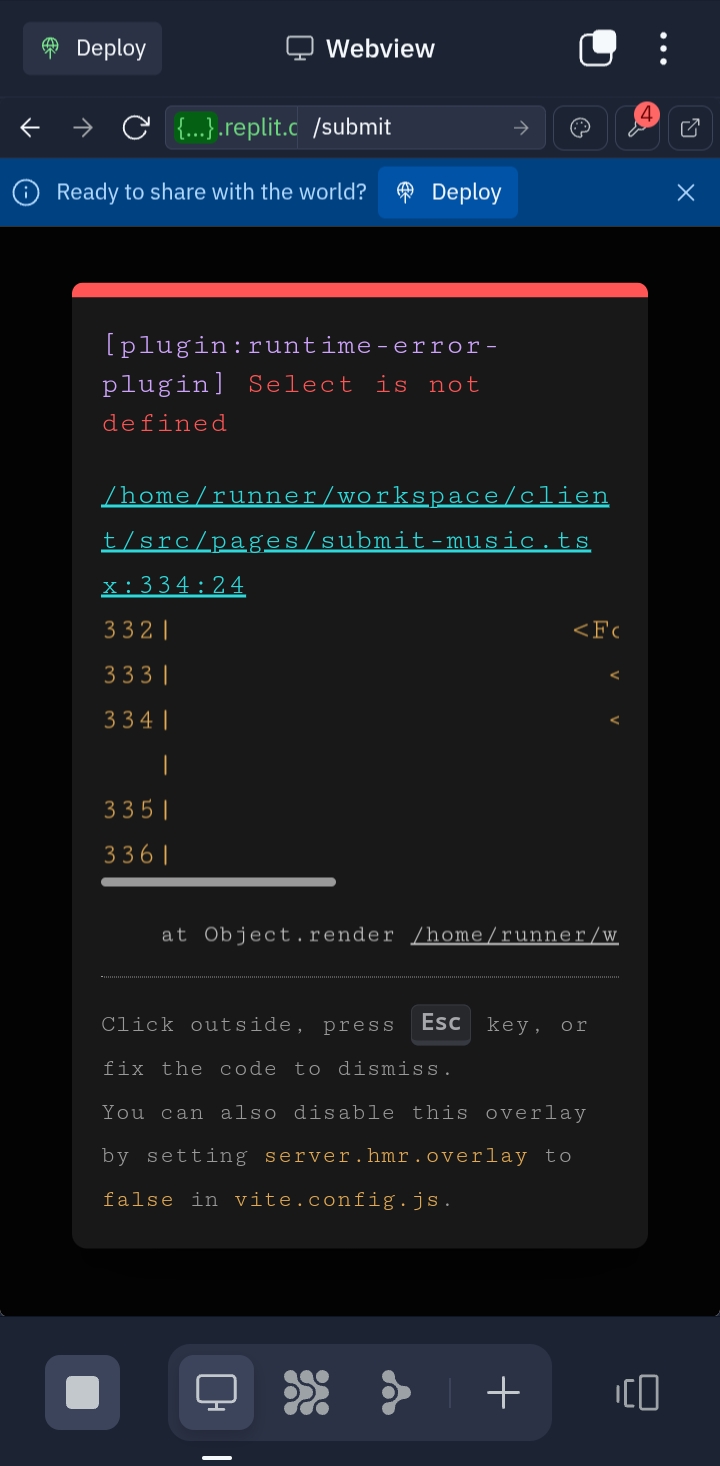 Deploy
Webview
{...}.replit.c
/submit
4
Ready to share with the world?
Deploy
[plugin:runtime-error-
plugin] Select is not
defined
/home/runner/workspace/clien
t/src/pages/submit-music.ts
x:334:24
332|                            <Fo
333|                              <
334|                              <
   |
335|
336|
at Object.render /home/runner/w
Click outside, press Esc key, or
fix the code to dismiss.
You can also disable this overlay
by setting server.hmr.overlay to
false in vite.config.js.